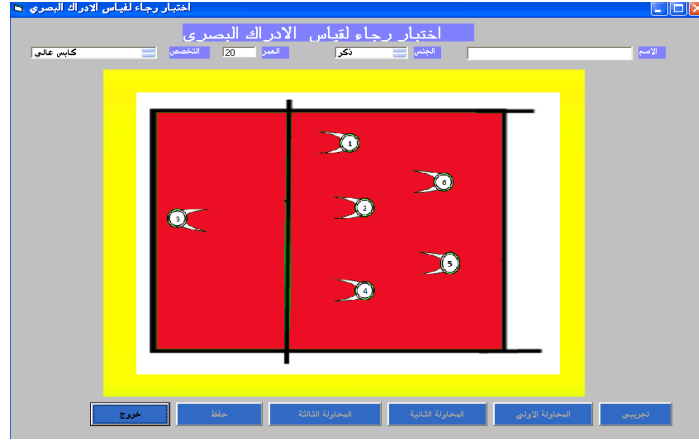 اختبار رجاء لقياس الادراك البصري
اختبار رجاء لقياس الادراك البصري
الاسم
الجنس ذكر
العمر 20
التخصص كابس عالي
1
6
2
3
5
4
تجريبي
المحاولة الاولى
المحاولة الثانية
المحاولة الثالثة
حفظ
خروج